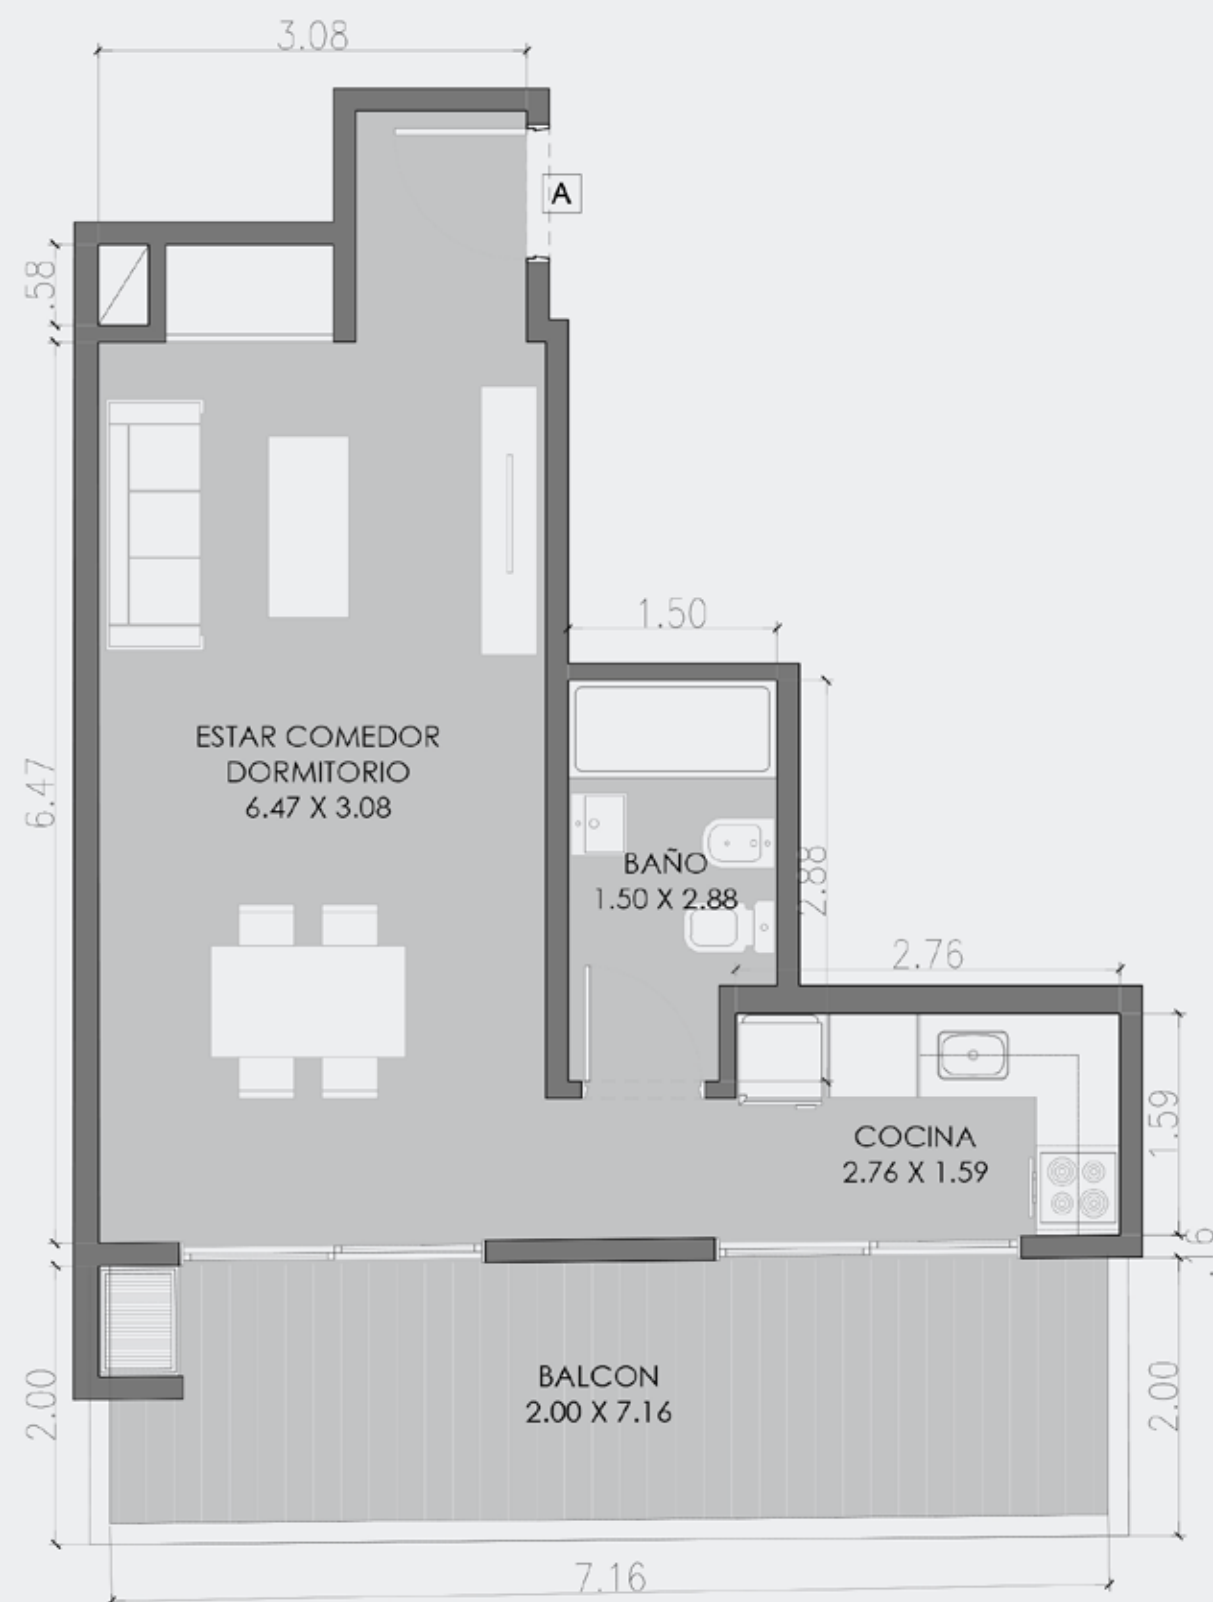 3.08
A
.58
1.50
ESTAR COMEDOR
DORMITORIO
6.47 X 3.08
6.47
BAÑO
1.50 X 2.88
2.88
2.76
COCINA
2.76 X 1.59
1.59
BALCON
2.00 X 7.16
2.00
2.00
7.16